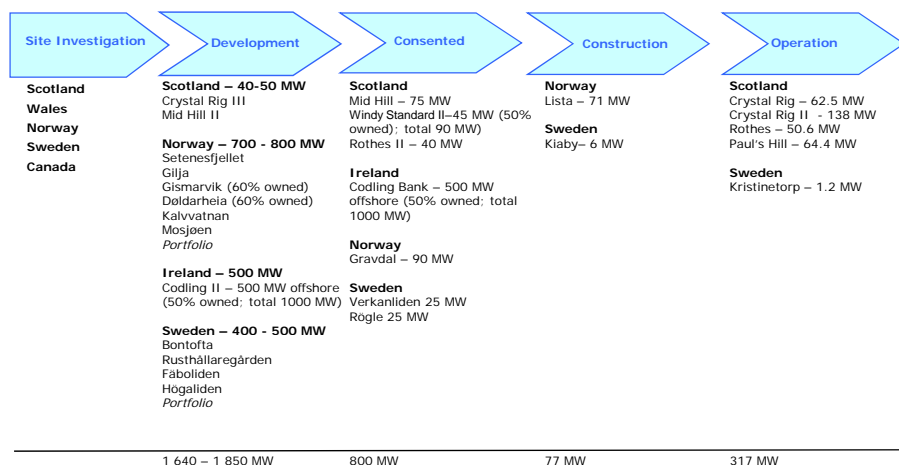 Site Investigation
Development
Consented
Construction
Operation
Scotland
Wales
Norway
Sweden
Canada
Scotland – 40-50 MW
Crystal Rig III
Mid Hill II
Norway – 700 - 800 MW
Setenesfjellet
Gilja
Gismarvik (60% owned)
Døldarheia (60% owned)
Kalvvatnan
Mosjøen
Portfolio
Ireland – 500 MW
Codling II – 500 MW offshore
(50% owned; total 1000 MW)
Sweden – 400 - 500 MW
Bontofta
Rusthållaregården
Fäboliden
Högaliden
Portfolio
Scotland
Mid Hill – 75 MW
Windy Standard II–45 MW (50%
owned); total 90 MW)
Rothes II – 40 MW
Ireland
Codling Bank – 500 MW
offshore (50% owned; total
1000 MW)
Norway
Gravdal – 90 MW
Sweden
Verkanliden 25 MW
Rögle 25 MW
Norway
Lista – 71 MW
Sweden
Kiaby– 6 MW
Scotland
Crystal Rig – 62.5 MW
Crystal Rig II - 138 MW
Rothes – 50.6 MW
Paul's Hill – 64.4 MW
Sweden
Kristinetorp – 1.2 MW
1 640 – 1 850 MW
800 MW
77 MW
317 MW